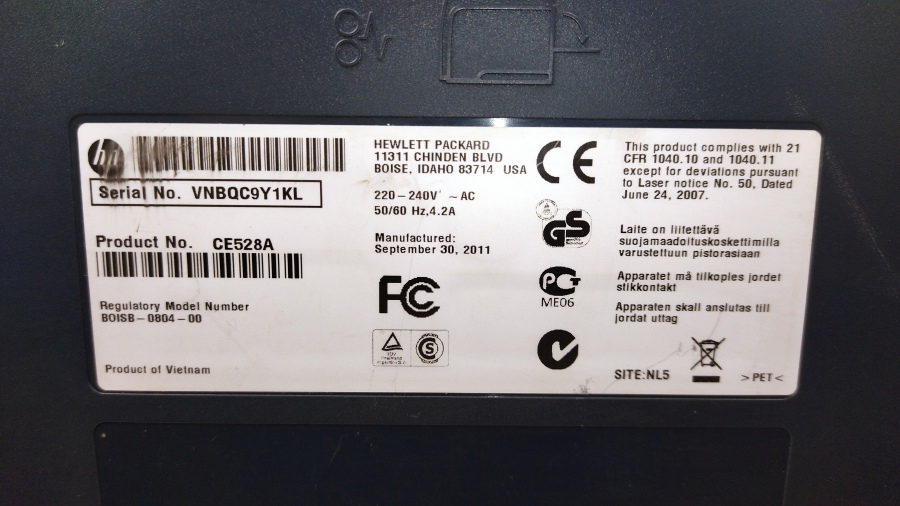 hp
Serial No. VNBQC9Y1KL
Product No. CE528A
Regulatory Model Number
BOISB-0804-00
Product of Vietnam
HEWLETT PACKARD
11311 CHINDEN BLVD
BOISE, IDAHO 83714 USA
220-240V ~ AC
50/60 Hz,4.2A
Manufactured:
September 30, 2011
FC
TÜV
S
CE
GS
PCT
ME06
This product complies with 21
CFR 1040.10 and 1040.11
except for deviations pursuant
to Laser notice No. 50, Dated
June 24, 2007.
Laite on liitettävä
suojamaadoituskoskettimilla
varustettuun pistorasiaan
Apparatet må tilkoples jordet
stikkontakt
Apparaten skall anslutas till
jordat uttag
SITE:NL5
>PET<